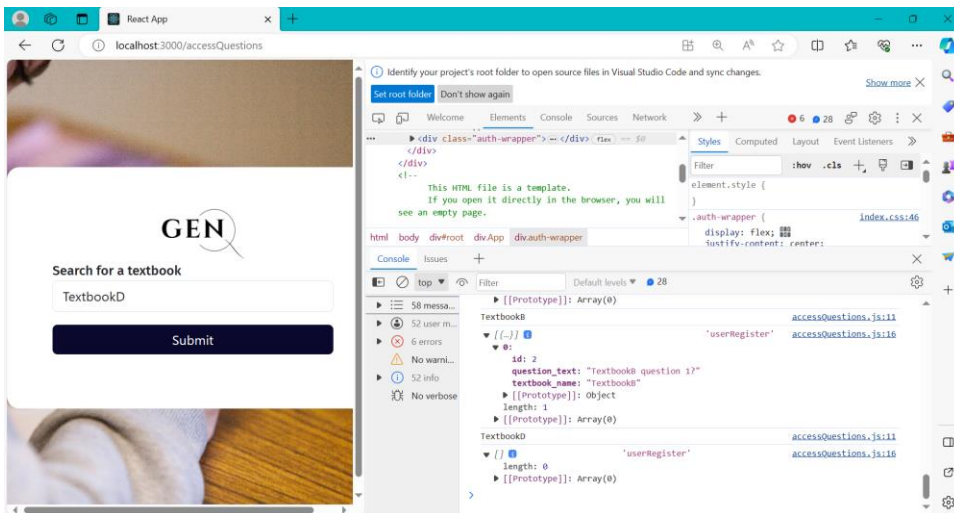 React App
localhost:3000/accessQuestions
Identify your project's root folder to open source files in Visual Studio Code and sync changes.
Show more
Set root folder Don't show again
Welcome Elements Console Sources Network
6 28
<div class="auth-wrapper"> </div> flex == $0
</div>
</div>
<!--
This HTML file is a template.
If you open it directly in the browser, you will
see an empty page.
html body div#root div.App div.auth-wrapper
Styles Computed Layout Event Listeners
Filter :hov .cls
element.style {
}
.auth-wrapper { index.css:46
display: flex;
justify-content: center;
GEN
Search for a textbook
TextbookD
Submit
Console Issues
top Filter Default levels 28
58 messa...
52 user m...
6 errors
No warni...
52 info
No verbose
[[Prototype]]: Array(0)
TextbookB accessQuestions.js:11
[{…}] 'userRegister' accessQuestions.js:16
0:
id: 2
question_text: "TextbookB question 1?"
textbook_name: "TextbookB"
[[Prototype]]: Object
length: 1
[[Prototype]]: Array(0)
TextbookD accessQuestions.js:11
[] 'userRegister' accessQuestions.js:16
length: 0
[[Prototype]]: Array(0)